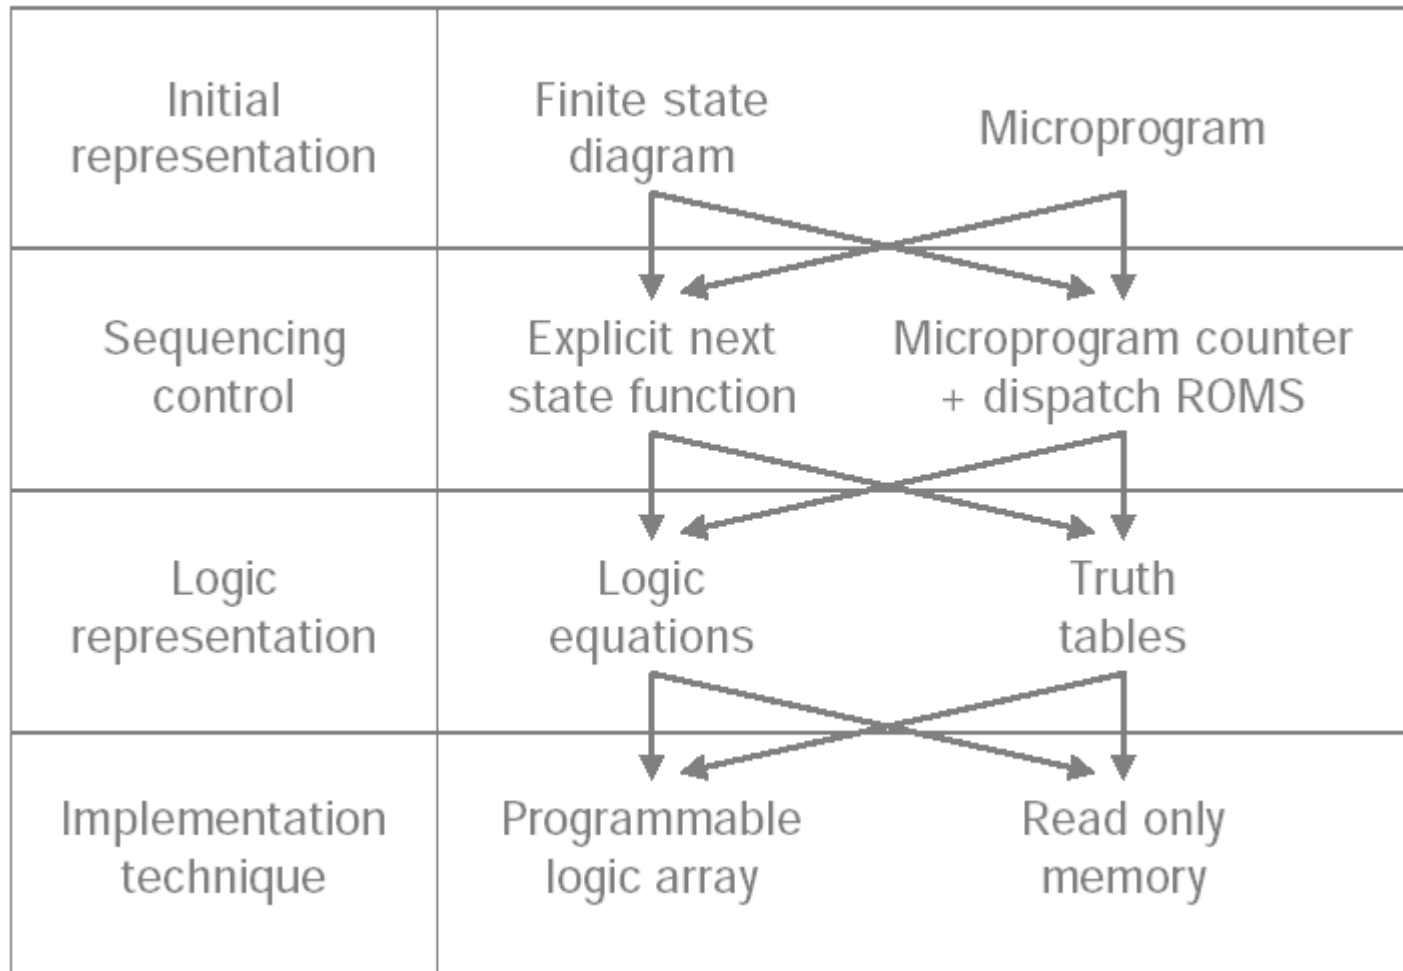 Initial
representation
Finite state
diagram
Microprogram
Sequencing
control
Explicit next
state function
Microprogram counter
+ dispatch ROMS
Logic
representation
Logic
equations
Truth
tables
Implementation
technique
Programmable
logic array
Read only
memory